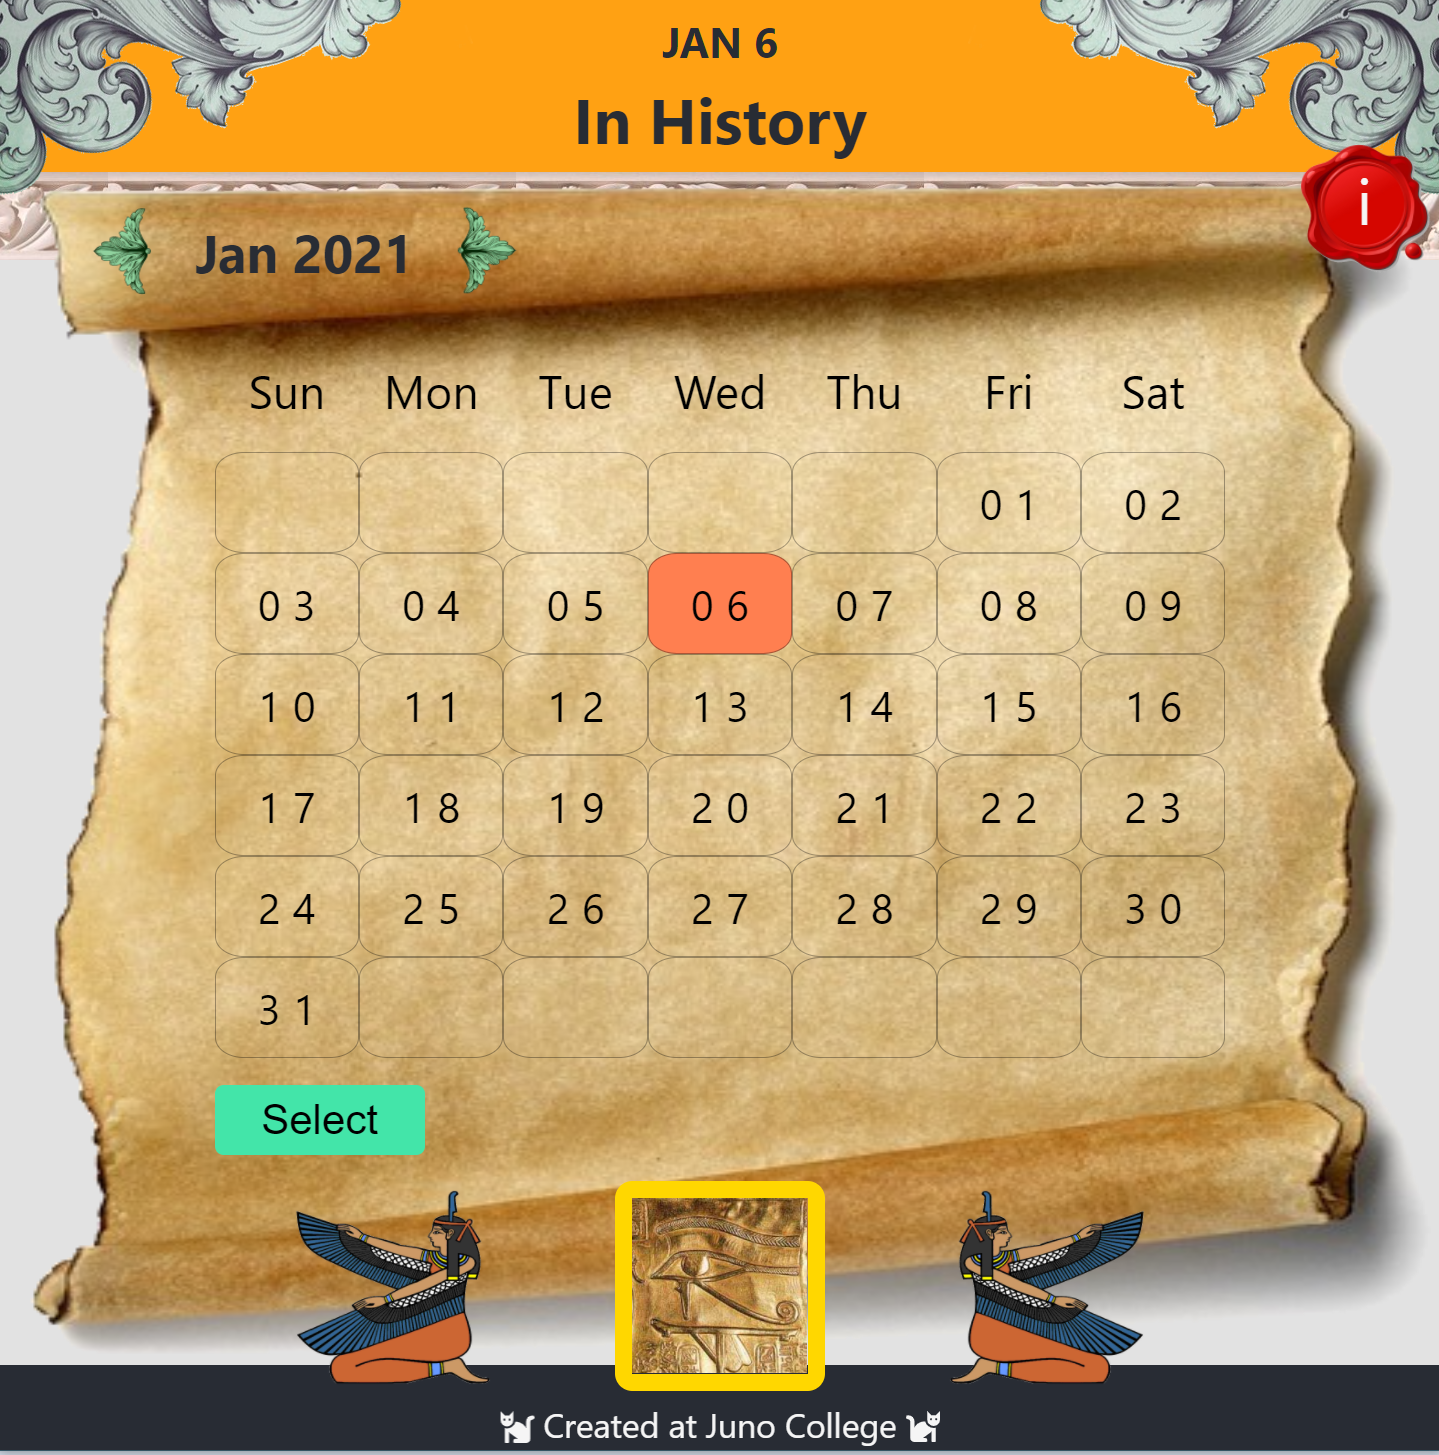 JAN 6
In History
i
Jan 2021
Sun Mon Tue Wed Thu Fri Sat
01 02
03 04 05 06 07 08 09
10 11 12 13 14 15 16
17 18 19 20 21 22 23
24 25 26 27 28 29 30
31
Select
Created at Juno College